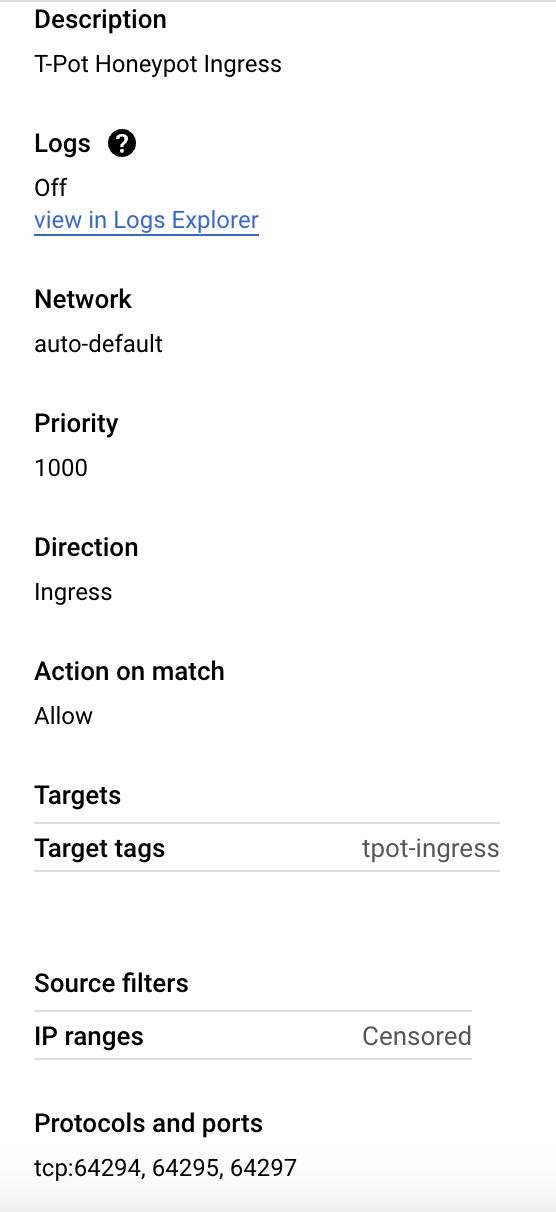 Description
T-Pot Honeypot Ingress
Logs ?
Off
view in Logs Explorer
Network
auto-default
Priority
1000
Direction
Ingress
Action on match
Allow
Targets
Target tags tpot-ingress
Source filters
IP ranges Censored
Protocols and ports
tcp:64294, 64295, 64297